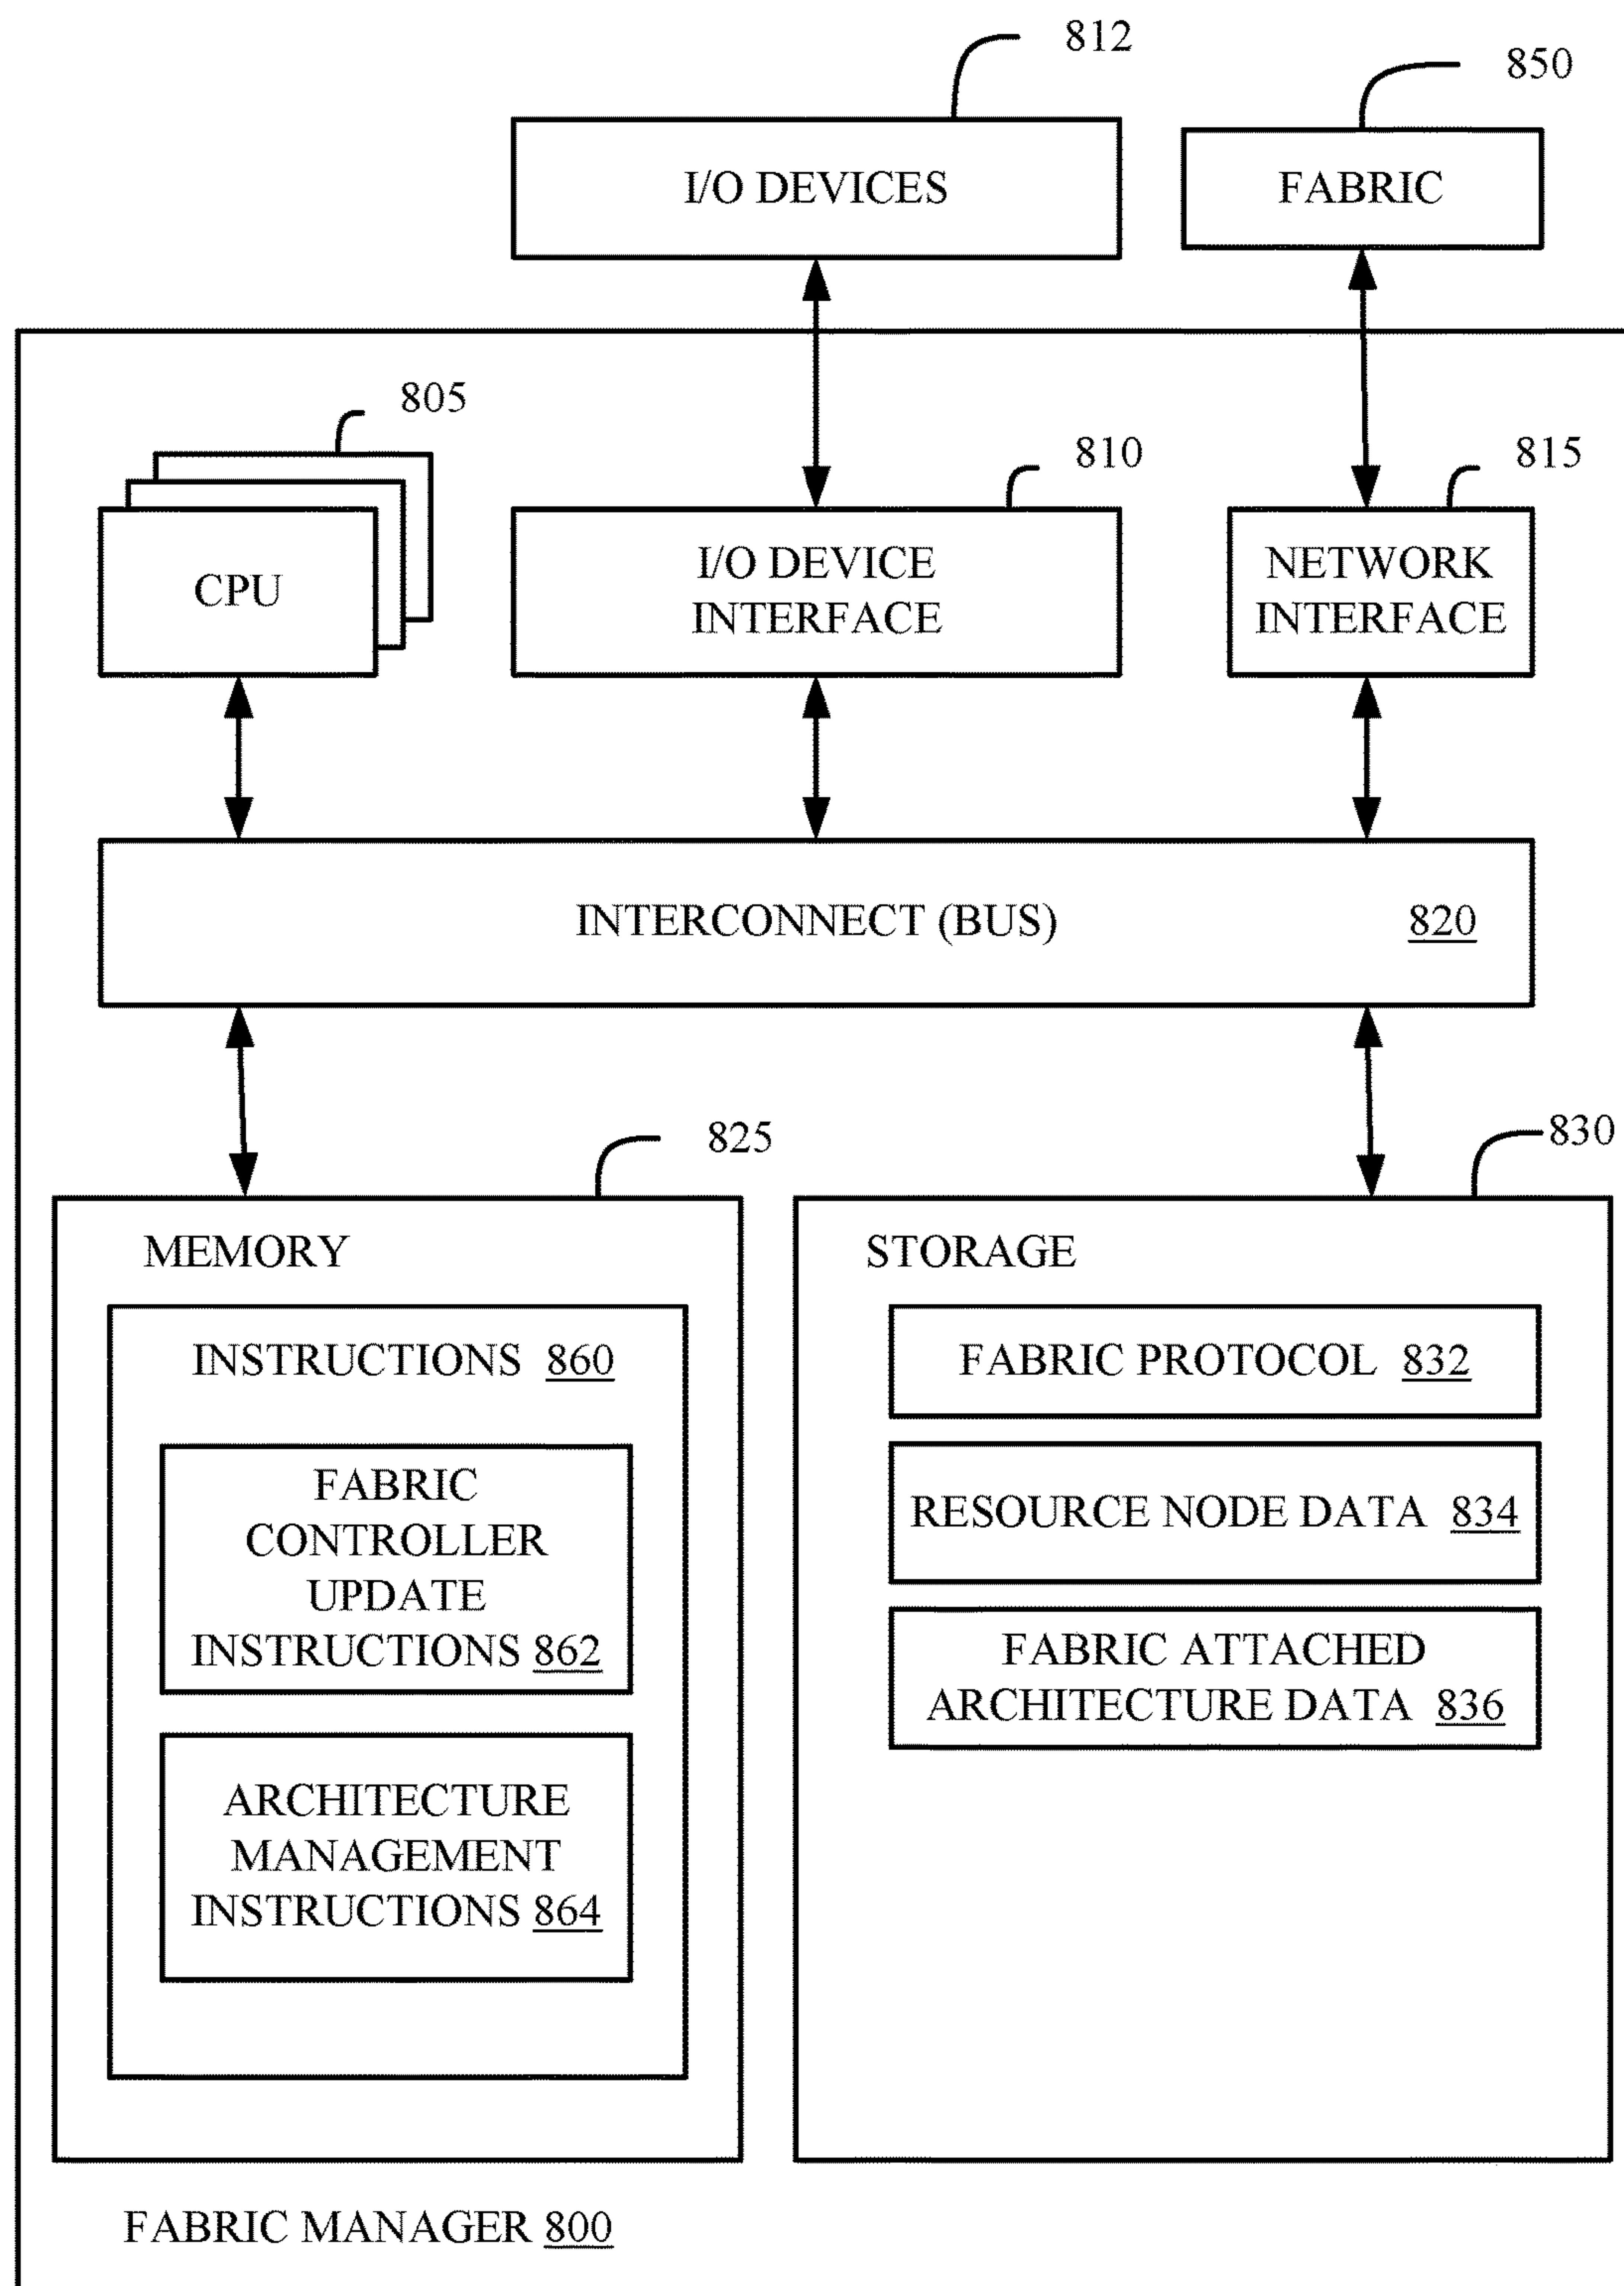 812
850
I/O DEVICES
FABRIC
805
810
815
CPU
I/O DEVICE
INTERFACE
NETWORK
INTERFACE
INTERCONNECT (BUS) 820
825
830
MEMORY
INSTRUCTIONS 860
FABRIC
CONTROLLER
UPDATE
INSTRUCTIONS 862
ARCHITECTURE
MANAGEMENT
INSTRUCTIONS 864
STORAGE
FABRIC PROTOCOL 832
RESOURCE NODE DATA 834
FABRIC ATTACHED
ARCHITECTURE DATA 836
FABRIC MANAGER 800